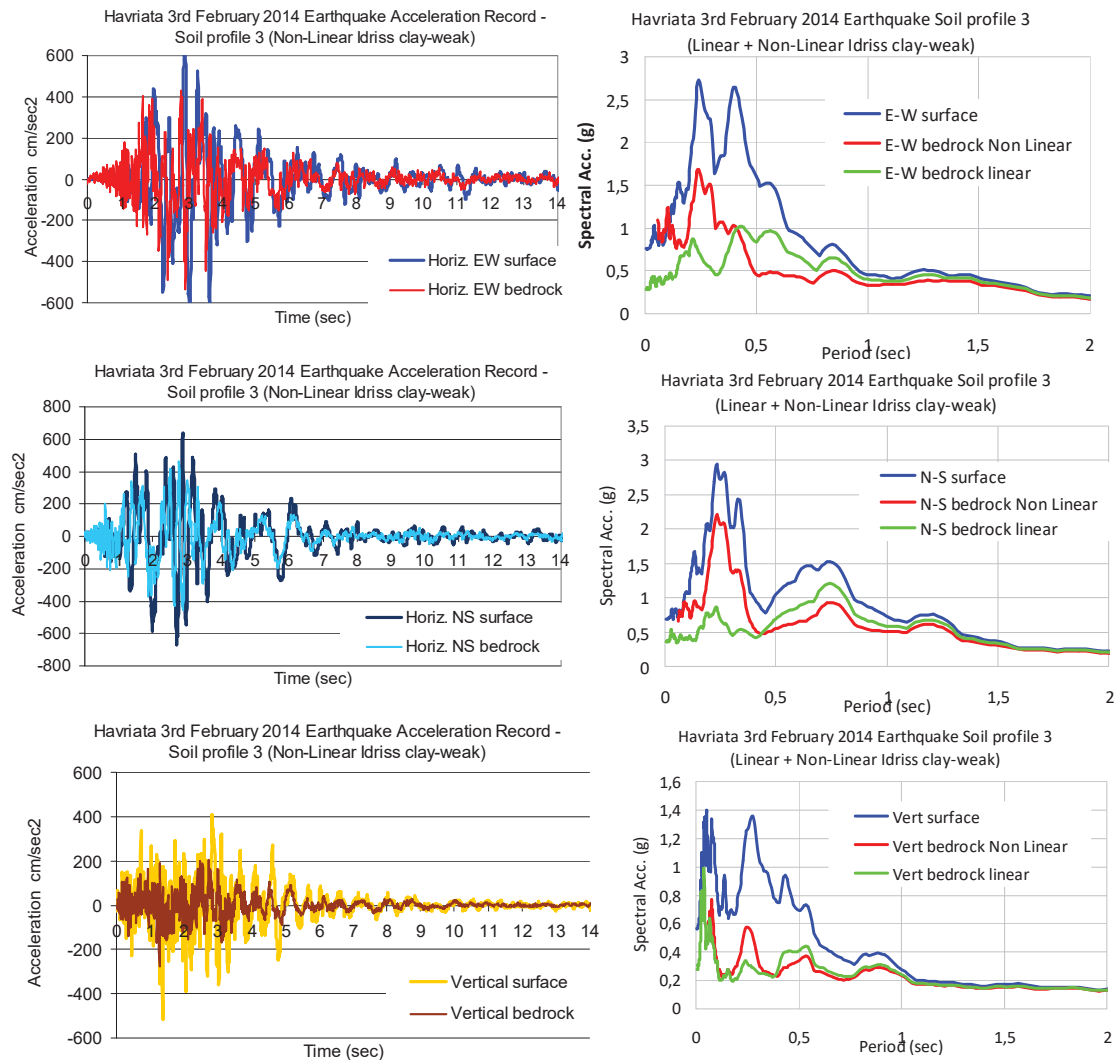 Havriata 3rd February 2014 Earthquake Acceleration Record -
Soil profile 3 (Non-Linear Idriss clay-weak)
Acceleration cm/sec2
600
400
200
0
-200
-400
-600
0 1 2 3 4 5 6 7 8 9 10 11 12 13 14
Horiz. EW surface
Horiz. EW bedrock
Time (sec)
Havriata 3rd February 2014 Earthquake Soil profile 3
(Linear + Non-Linear Idriss clay-weak)
Spectral Acc. (g)
3
2,5
2
1,5
1
0,5
0
E-W surface
E-W bedrock Non Linear
E-W bedrock linear
0 0,5 1 1,5 2
Period (sec)
Havriata 3rd February 2014 Earthquake Acceleration Record -
Soil profile 3 (Non-Linear Idriss clay-weak)
Acceleration cm/sec2
800
600
400
200
0
-200
-400
-600
-800
0 1 2 3 4 5 6 7 8 9 10 11 12 13 14
Horiz. NS surface
Horiz. NS bedrock
Time (sec)
Havriata 3rd February 2014 Earthquake Soil profile 3
(Linear + Non-Linear Idriss clay-weak)
Spectral Acc. (g)
3,5
3
2,5
2
1,5
1
0,5
0
N-S surface
N-S bedrock Non Linear
N-S bedrock linear
0 0,5 1 1,5 2
Period (sec)
Havriata 3rd February 2014 Earthquake Acceleration Record -
Soil profile 3 (Non-Linear Idriss clay-weak)
Acceleration cm/sec2
600
400
200
0
-200
-400
-600
0 1 2 3 4 5 6 7 8 9 10 11 12 13 14
Vertical surface
Vertical bedrock
Time (sec)
Havriata 3rd February 2014 Earthquake Soil profile 3
(Linear + Non-Linear Idriss clay-weak)
Spectral Acc. (g)
1,6
1,4
1,2
1
0,8
0,6
0,4
0,2
0
Vert surface
Vert bedrock Non Linear
Vert bedrock linear
0 0,5 1 1,5 2
Period (sec)